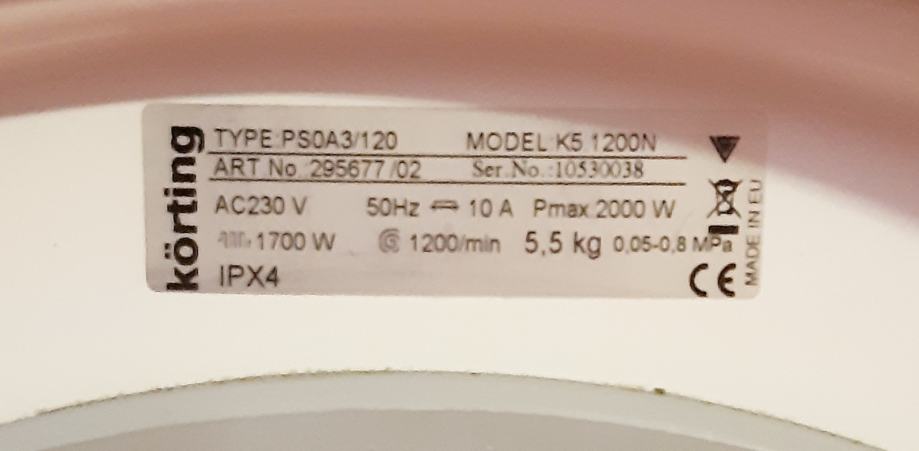 körting
TYPE:PS0A3/120 MODEL:K5 1200N
ART No.:295677/02 Ser.No.:10530038
AC230 V 50Hz 10 A Pmax 2000 W
1700 W 1200/min 5,5 kg 0,05-0,8 MPa
IPX4 CE
MADE IN EU